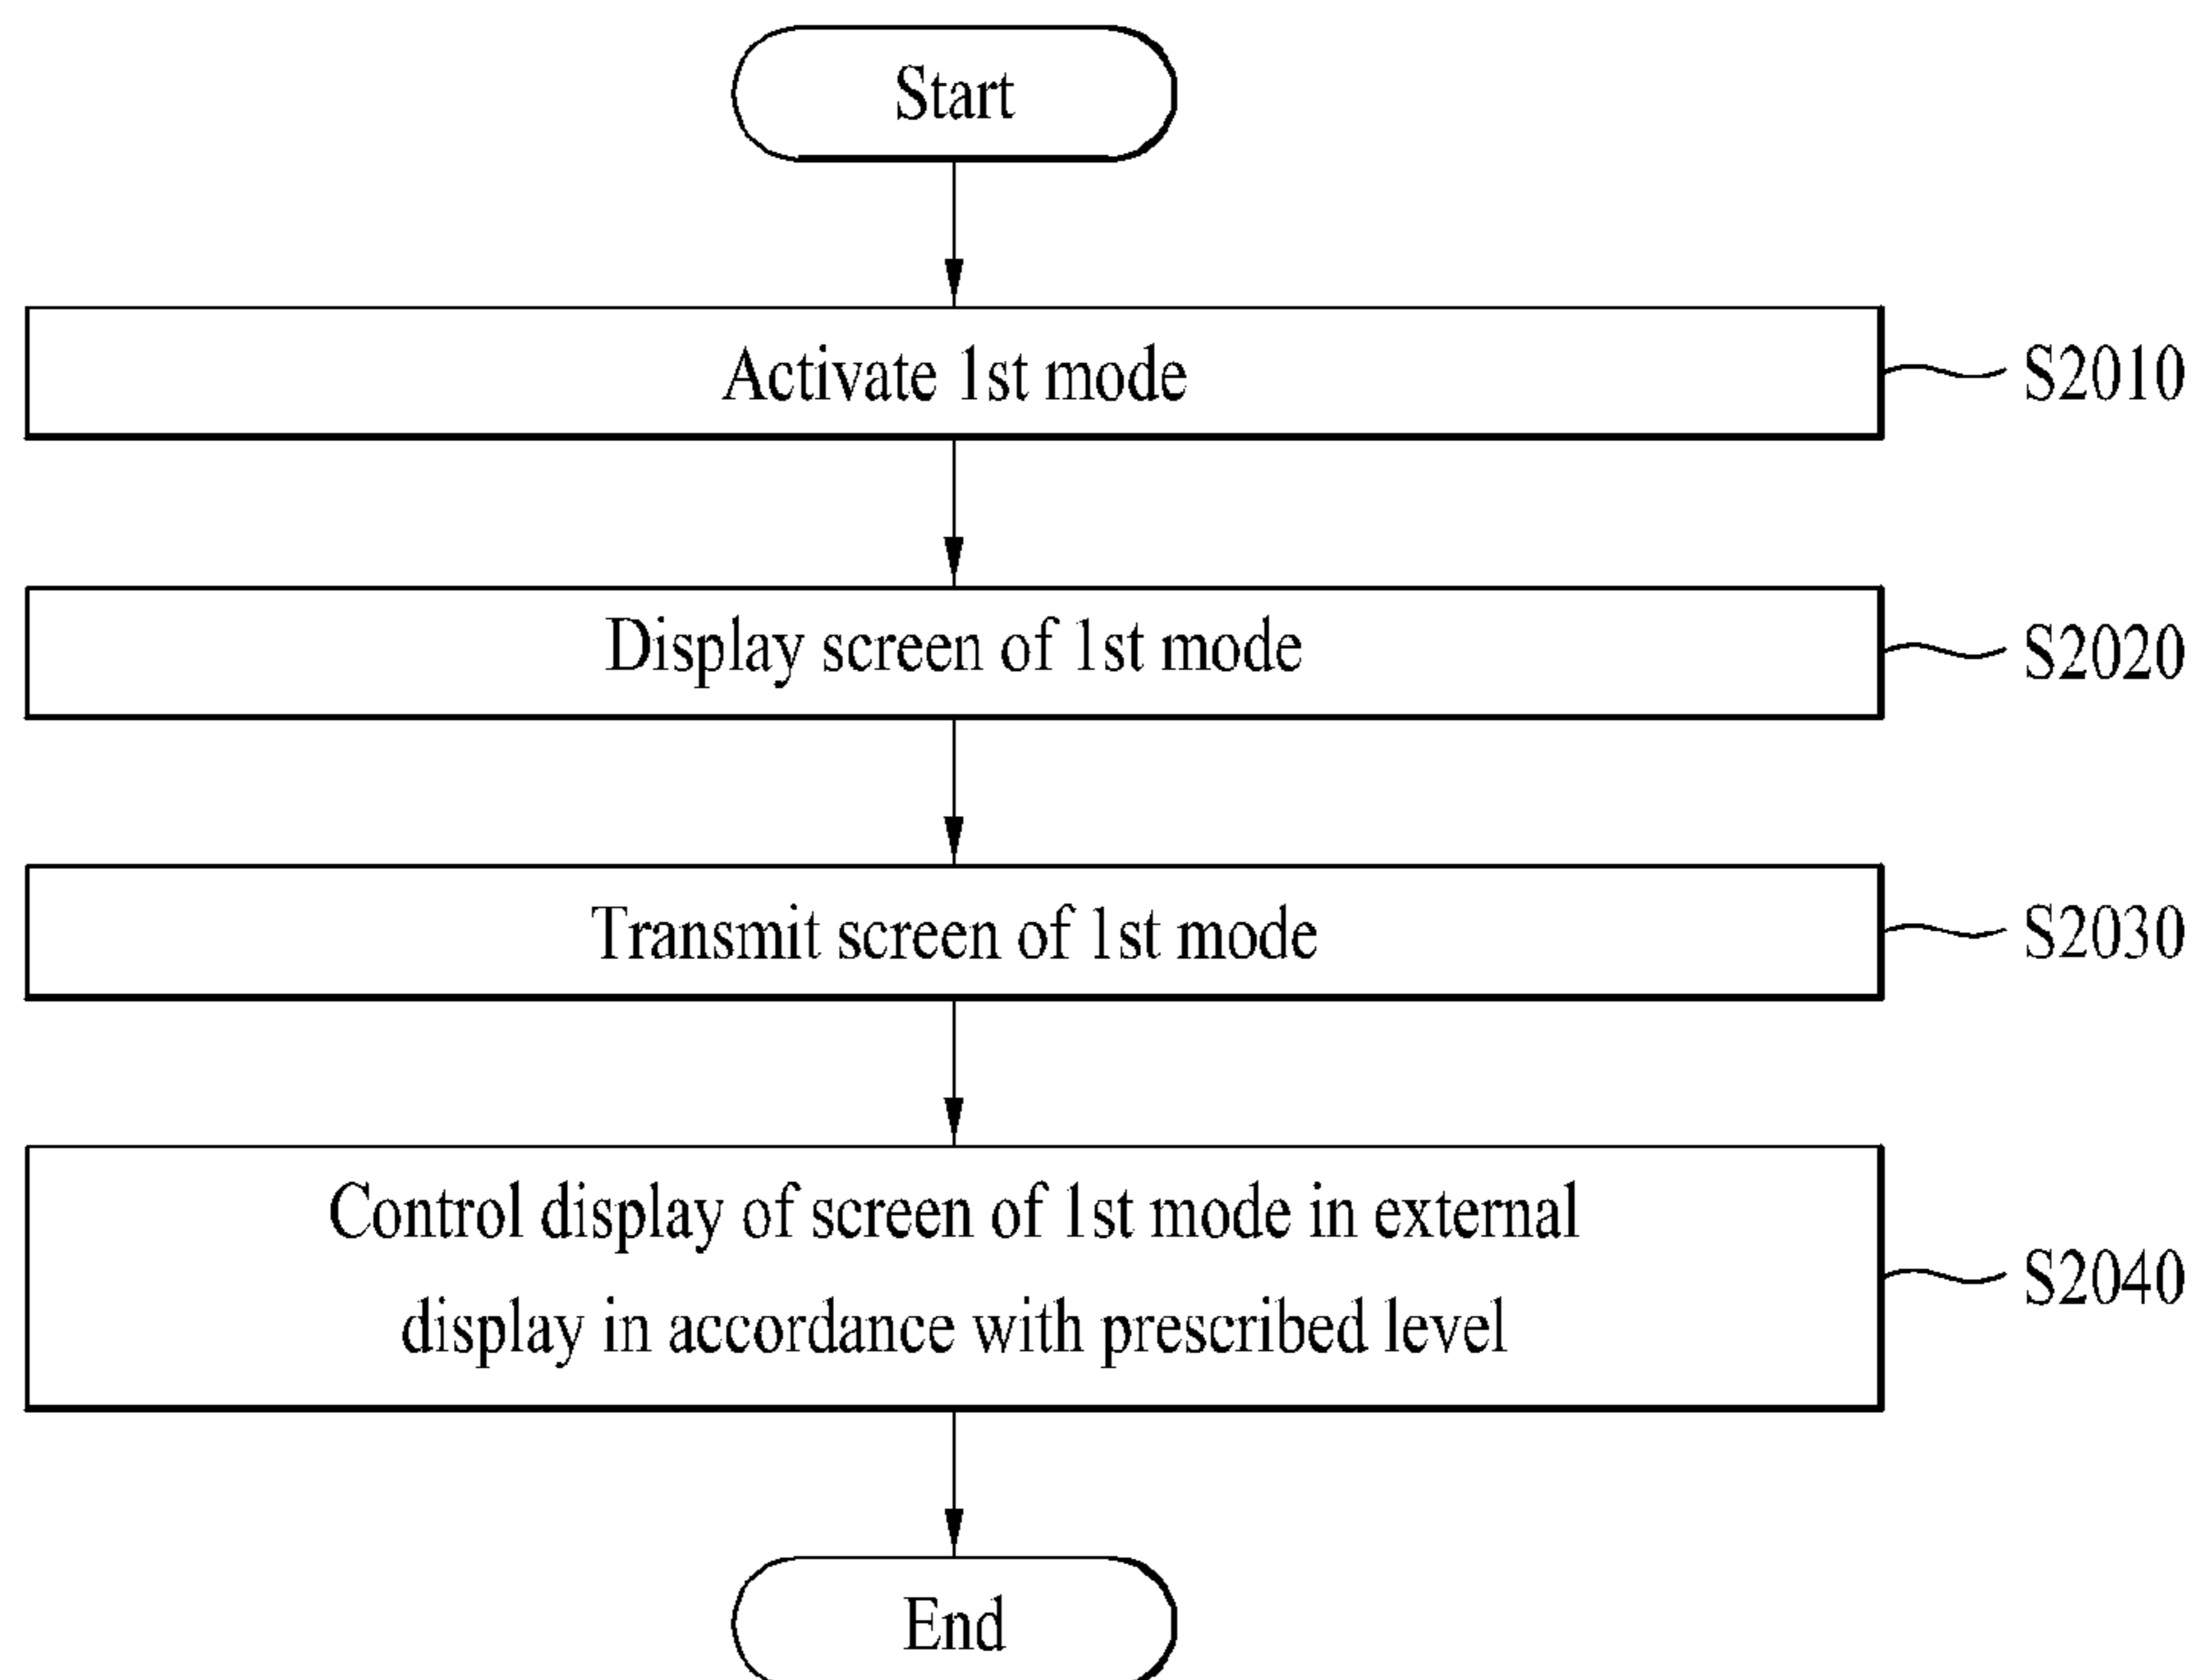 Start
Activate 1st mode
S2010
Display screen of 1st mode
S2020
Transmit screen of 1st mode
S2030
Control display of screen of 1st mode in external
display in accordance with prescribed level
S2040
End